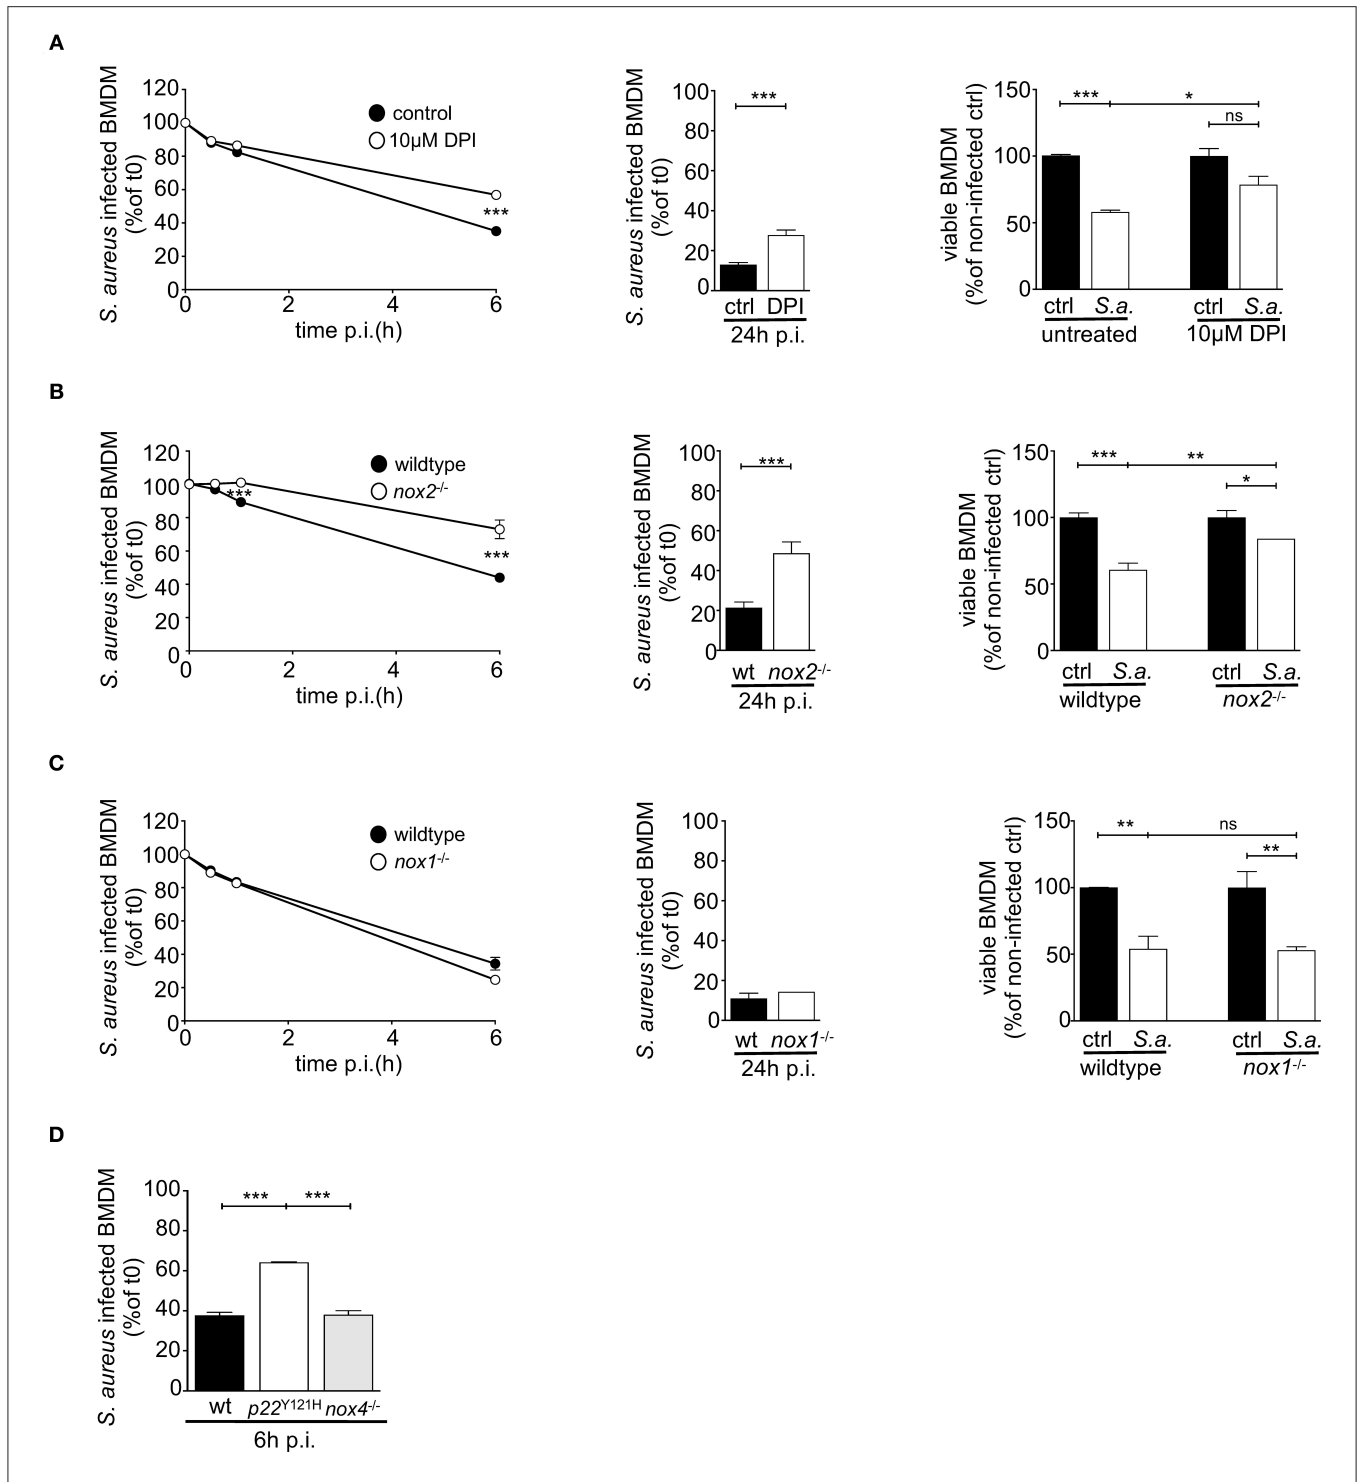 A
S. aureus infected BMDM
(%of t0)
120
100
80
60
40
20
0
0 2 4 6
time p.i.(h)
control
10µM DPI
***
S. aureus infected BMDM
(%of t0)
100
80
60
40
20
0
***
ctrl DPI
24h p.i.
viable BMDM
(%of non-infected ctrl)
150
100
50
0
*** *
ns
ctrl S.a. ctrl S.a.
untreated 10µM DPI
B
S. aureus infected BMDM
(%of t0)
120
100
80
60
40
20
0
0 2 4 6
time p.i.(h)
wildtype
nox2-/-
***
***
S. aureus infected BMDM
(%of t0)
100
80
60
40
20
0
***
wt nox2-/-
24h p.i.
viable BMDM
(%of non-infected ctrl)
150
100
50
0
*** **
*
ctrl S.a. ctrl S.a.
wildtype nox2-/-
C
S. aureus infected BMDM
(%of t0)
120
100
80
60
40
20
0
0 2 4 6
time p.i.(h)
wildtype
nox1-/-
S. aureus infected BMDM
(%of t0)
100
80
60
40
20
0
wt nox1-/-
24h p.i.
viable BMDM
(%of non-infected ctrl)
150
100
50
0
** ns
**
ctrl S.a. ctrl S.a.
wildtype nox1-/-
D
S. aureus infected BMDM
(%of t0)
100
80
60
40
20
0
*** ***
wt p22Y121H nox4-/-
6h p.i.